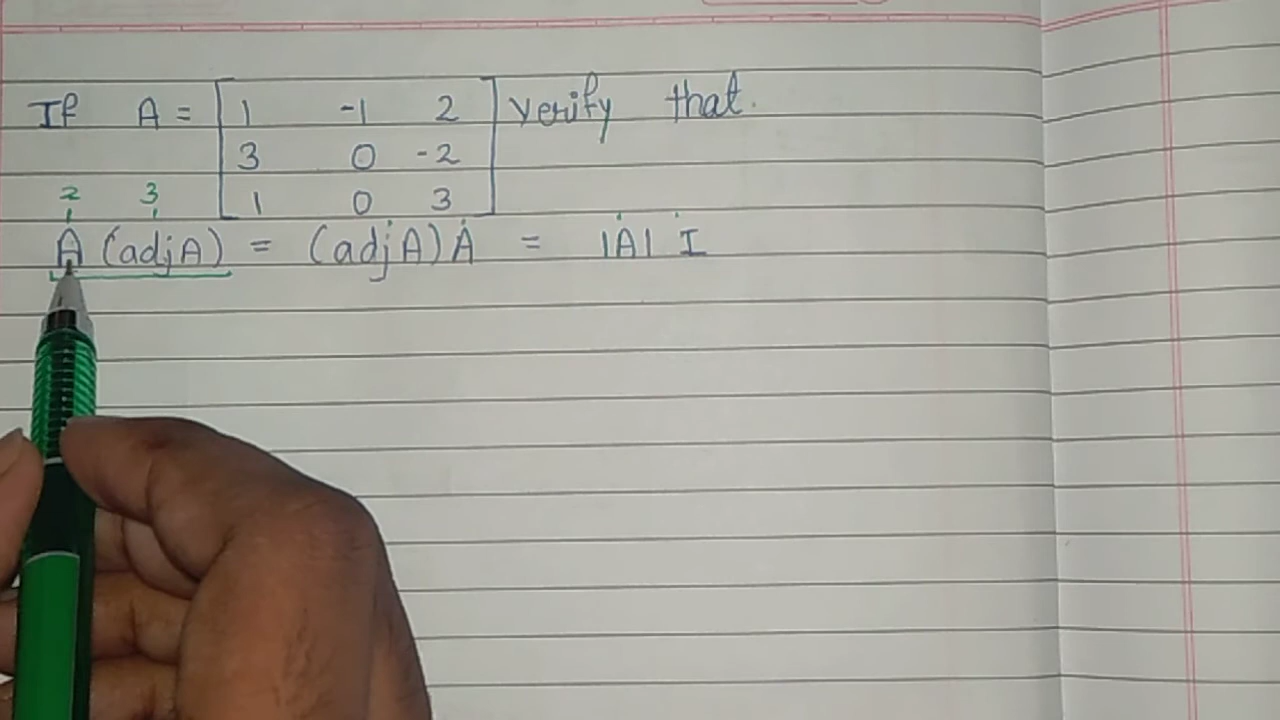 If A = 1 -1 2 verify that.
3 0 -2
1 0 3
2 3
A (adjA) = (adjA) A = |A| I